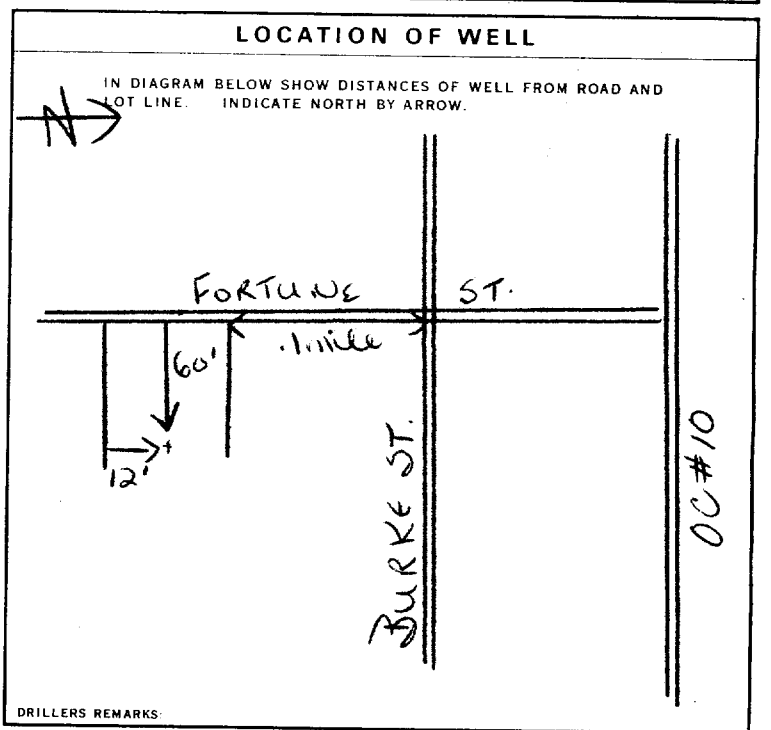 LOCATION OF WELL
IN DIAGRAM BELOW SHOW DISTANCES OF WELL FROM ROAD AND
LOT LINE. INDICATE NORTH BY ARROW.
N
FORTUNE ST.
.1 mile
60'
12'
BURKE ST.
OC#10
DRILLERS REMARKS: